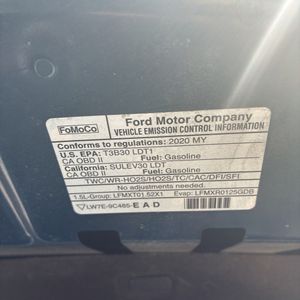 FoMoCo
Ford Motor Company
VEHICLE EMISSION CONTROL INFORMATION
Conforms to regulations: 2020 MY
U.S. EPA: T3B30 LDT1
CA OBD II Fuel: Gasoline
California: SULEV30 LDT
CA OBD II Fuel: Gasoline
TWC/WR-HO2S/HO2S/TC/CAC/DFI/SFI
No adjustments needed.
1.5L-Group: LFMXT01.52X1 Evap: LFMXR0125GDB
LW7E-9C485-EAD